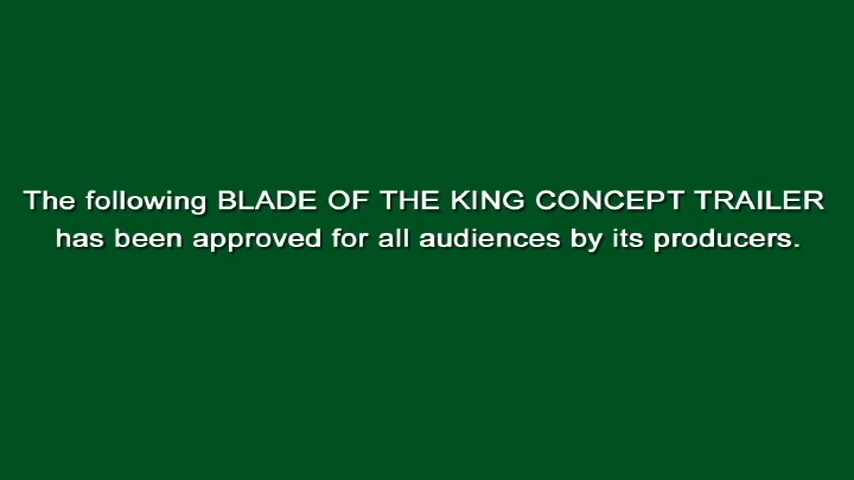 The following BLADE OF THE KING CONCEPT TRAILER
has been approved for all audiences by its producers.